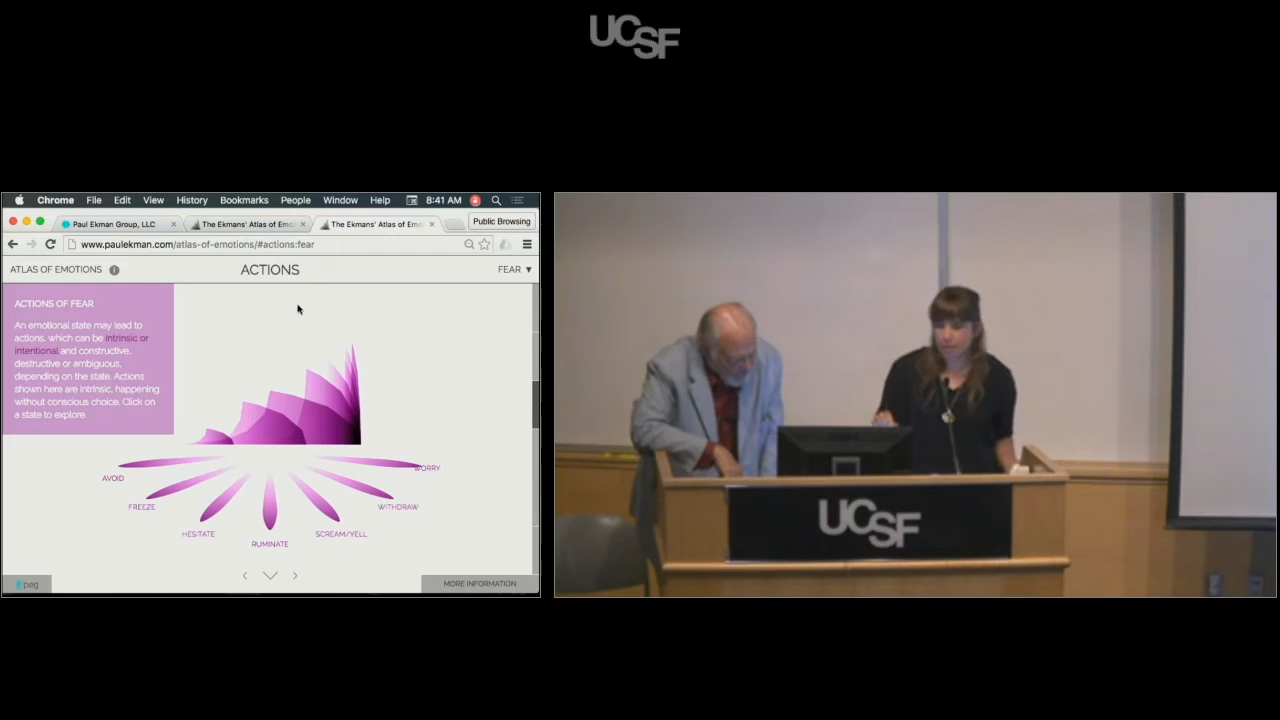 UCSF
Chrome File Edit View History Bookmarks People Window Help 8:41 AM
Paul Ekman Group, LLC
The Ekmans' Atlas of Emo
The Ekmans' Atlas of Emo
Public Browsing
www.paulekman.com/atlas-of-emotions/#actions:fear
ATLAS OF EMOTIONS i
ACTIONS
FEAR
ACTIONS OF FEAR
An emotional state may lead to
actions, which can be intrinsic or
intentional and constructive,
destructive or ambiguous,
depending on the state. Actions
shown here are intrinsic, happening
without conscious choice. Click on
a state to explore.
AVOID
FREEZE
HESITATE
RUMINATE
SCREAM/YELL
WITHDRAW
WORRY
peg
MORE INFORMATION
UCSF